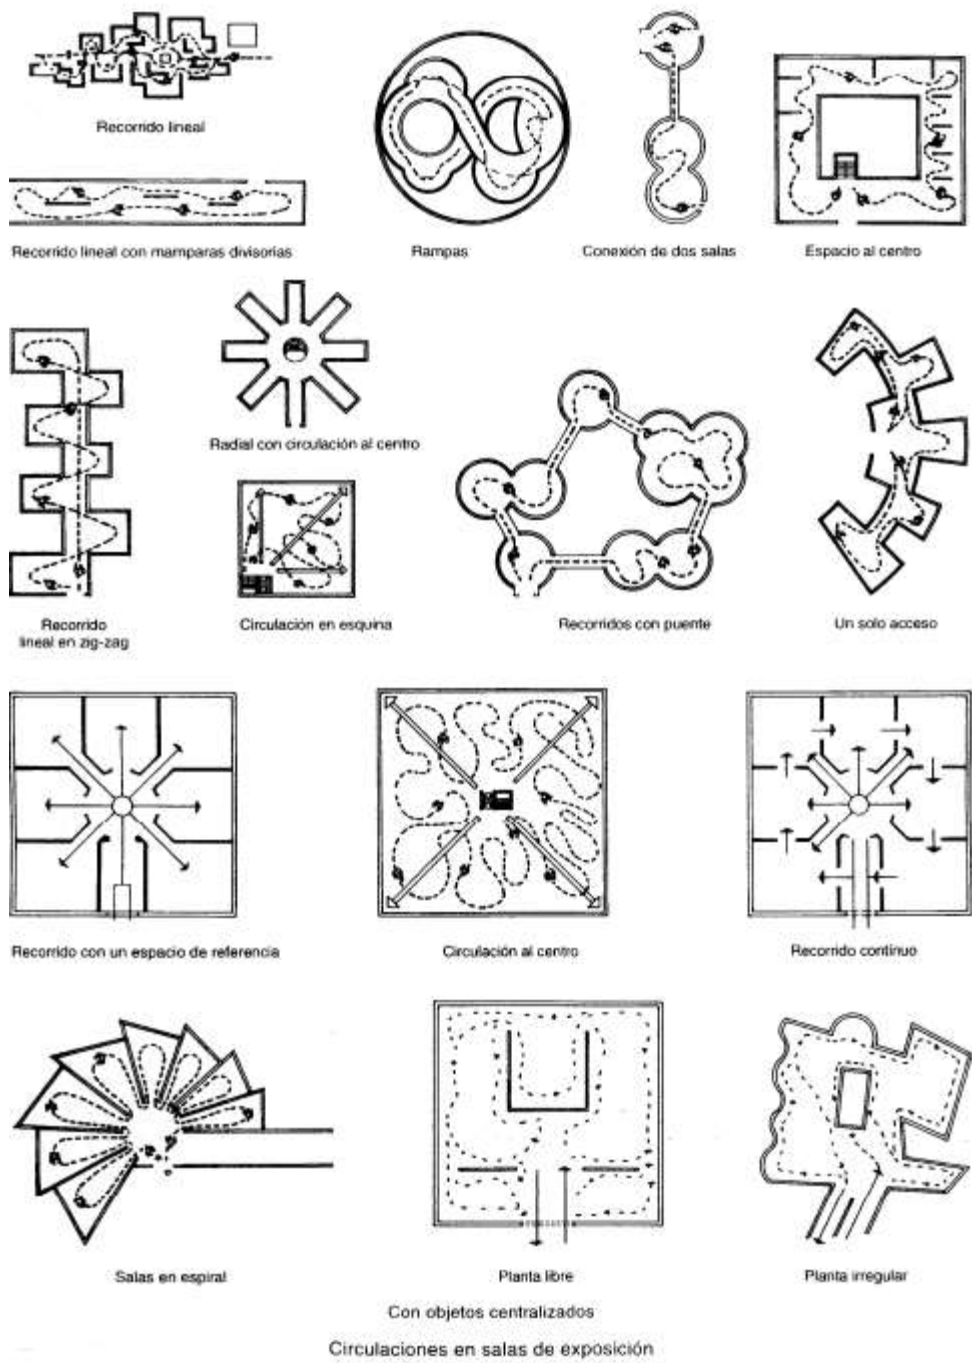 Recorrido lineal
Recorrido lineal con mamparas divisorias
Rampas
Conexión de dos salas
Espacio al centro
Radial con circulación al centro
Recorrido
lineal en zig-zag
Circulación en esquina
Recorridos con puente
Un solo acceso
Recorrido con un espacio de referencia
Circulación al centro
Recorrido contínuo
Salas en espiral
Planta libre
Planta irregular
Con objetos centralizados
Circulaciones en salas de exposición